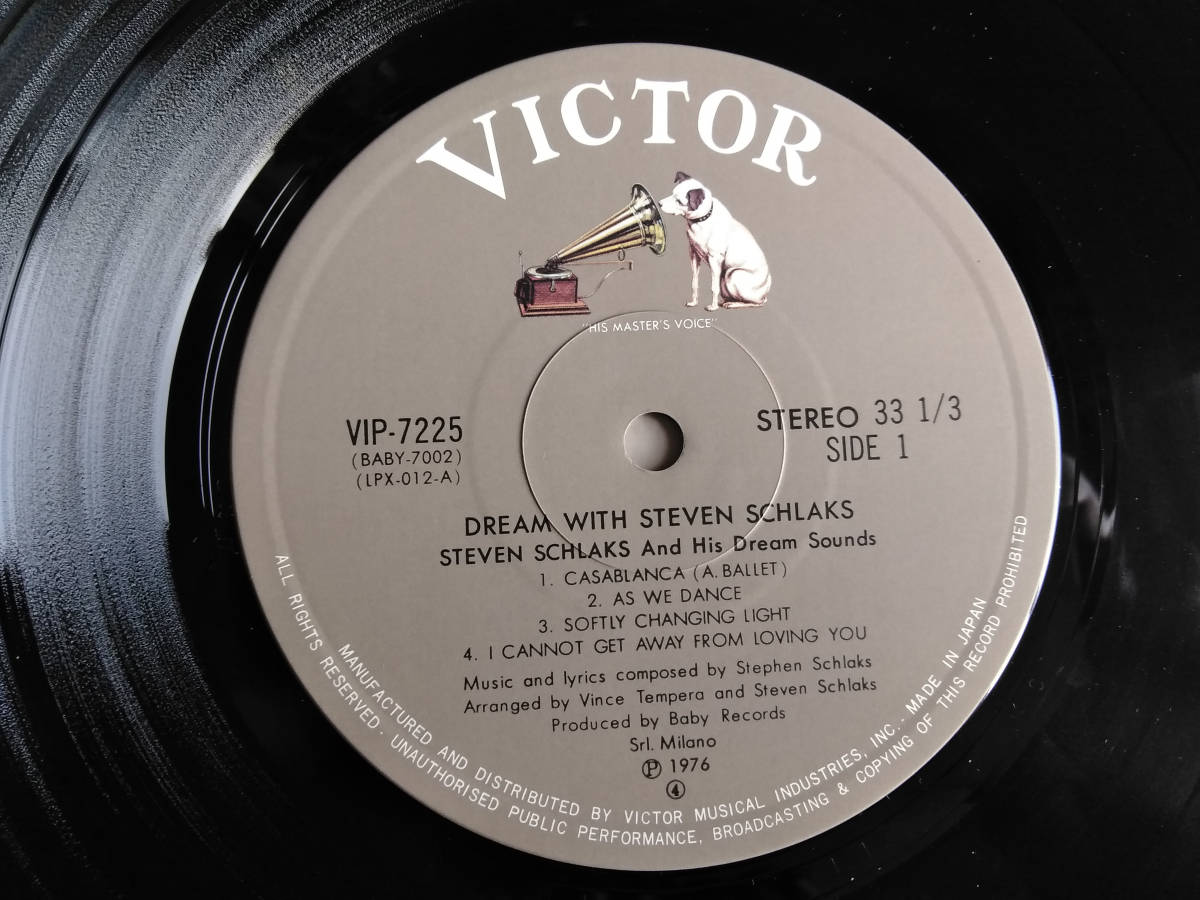 VICTOR
"HIS MASTER'S VOICE"
VIP-7225
(BABY-7002)
(LPX-012-A)
STEREO 33 1/3
SIDE 1
DREAM WITH STEVEN SCHLAKS
STEVEN SCHLAKS And His Dream Sounds
1. CASABLANCA (A. BALLET)
2. AS WE DANCE
3. SOFTLY CHANGING LIGHT
4. I CANNOT GET AWAY FROM LOVING YOU
Music and lyrics composed by Stephen Schlaks
Arranged by Vince Tempera and Steven Schlaks
Produced by Baby Records
Srl. Milano
Ⓟ 1976
④
MANUFACTURED AND DISTRIBUTED BY VICTOR MUSICAL INDUSTRIES, INC.· MADE IN JAPAN
ALL RIGHTS RESERVED· UNAUTHORISED PUBLIC PERFORMANCE, BROADCASTING & COPYING OF THIS RECORD PROHIBITED